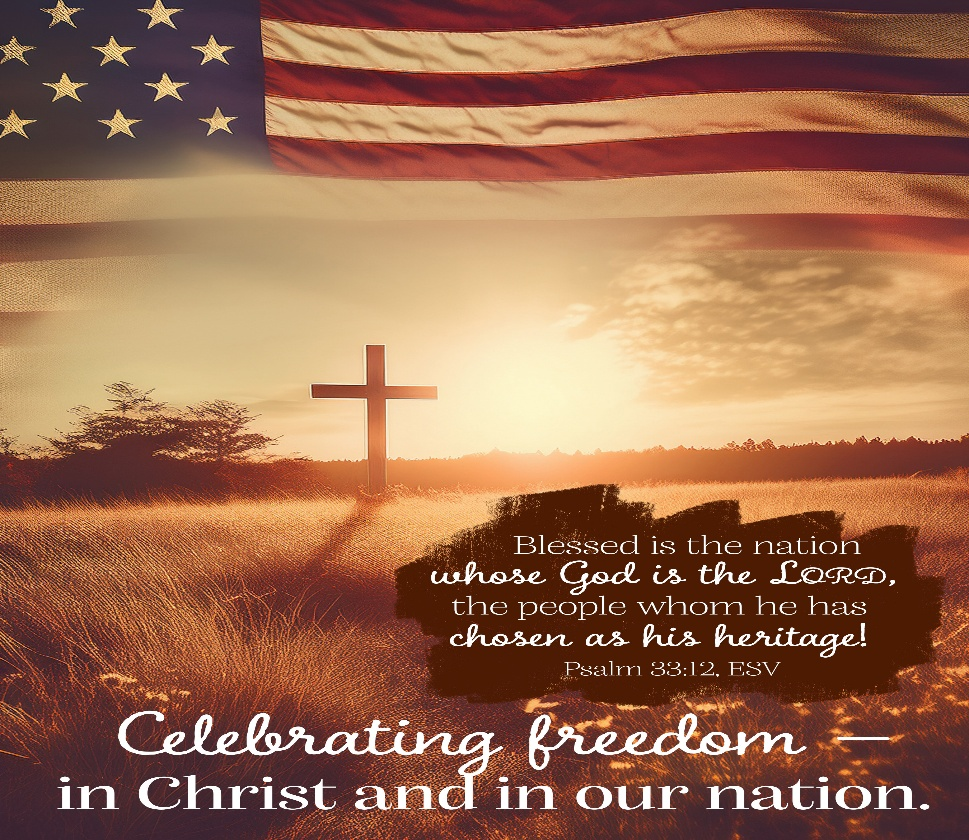 Blessed is the nation
whose God is the LORD,
the people whom he has
chosen as his heritage!
Psalm 33:12, ESV
Celebrating freedom —
in Christ and in our nation.